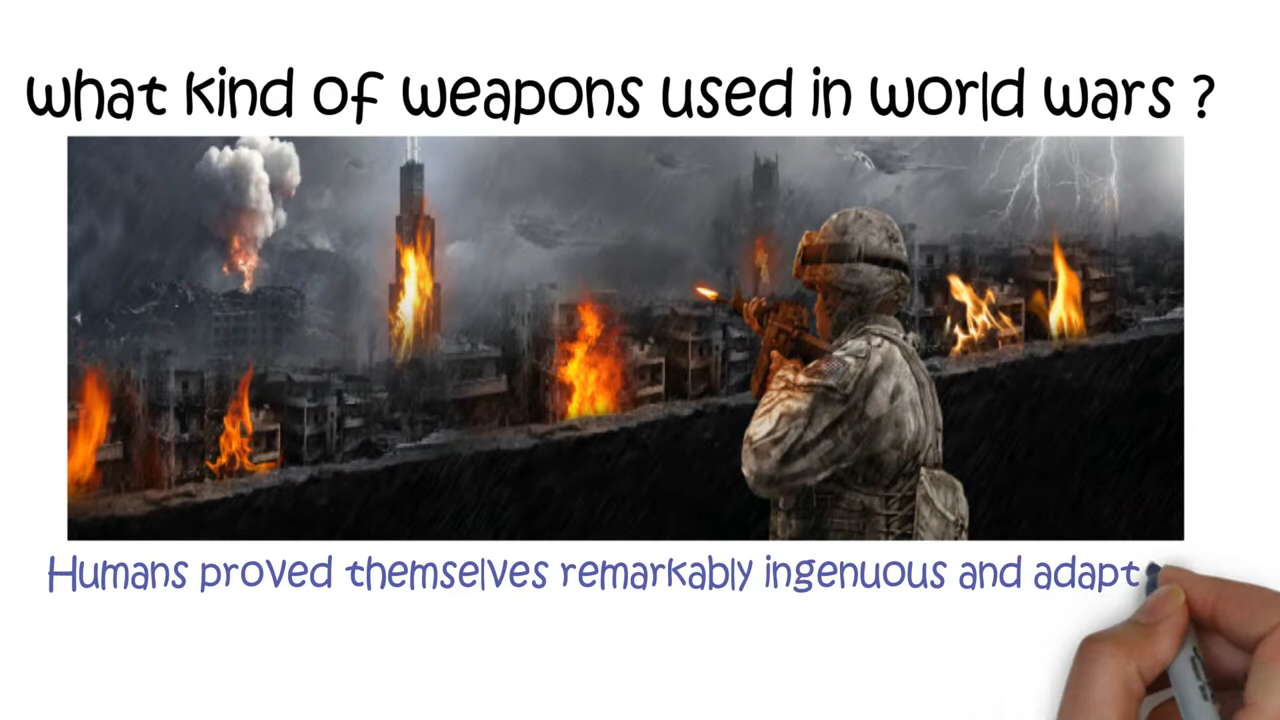 what kind of weapons used in world wars ?
Humans proved themselves remarkably ingenuous and adapt